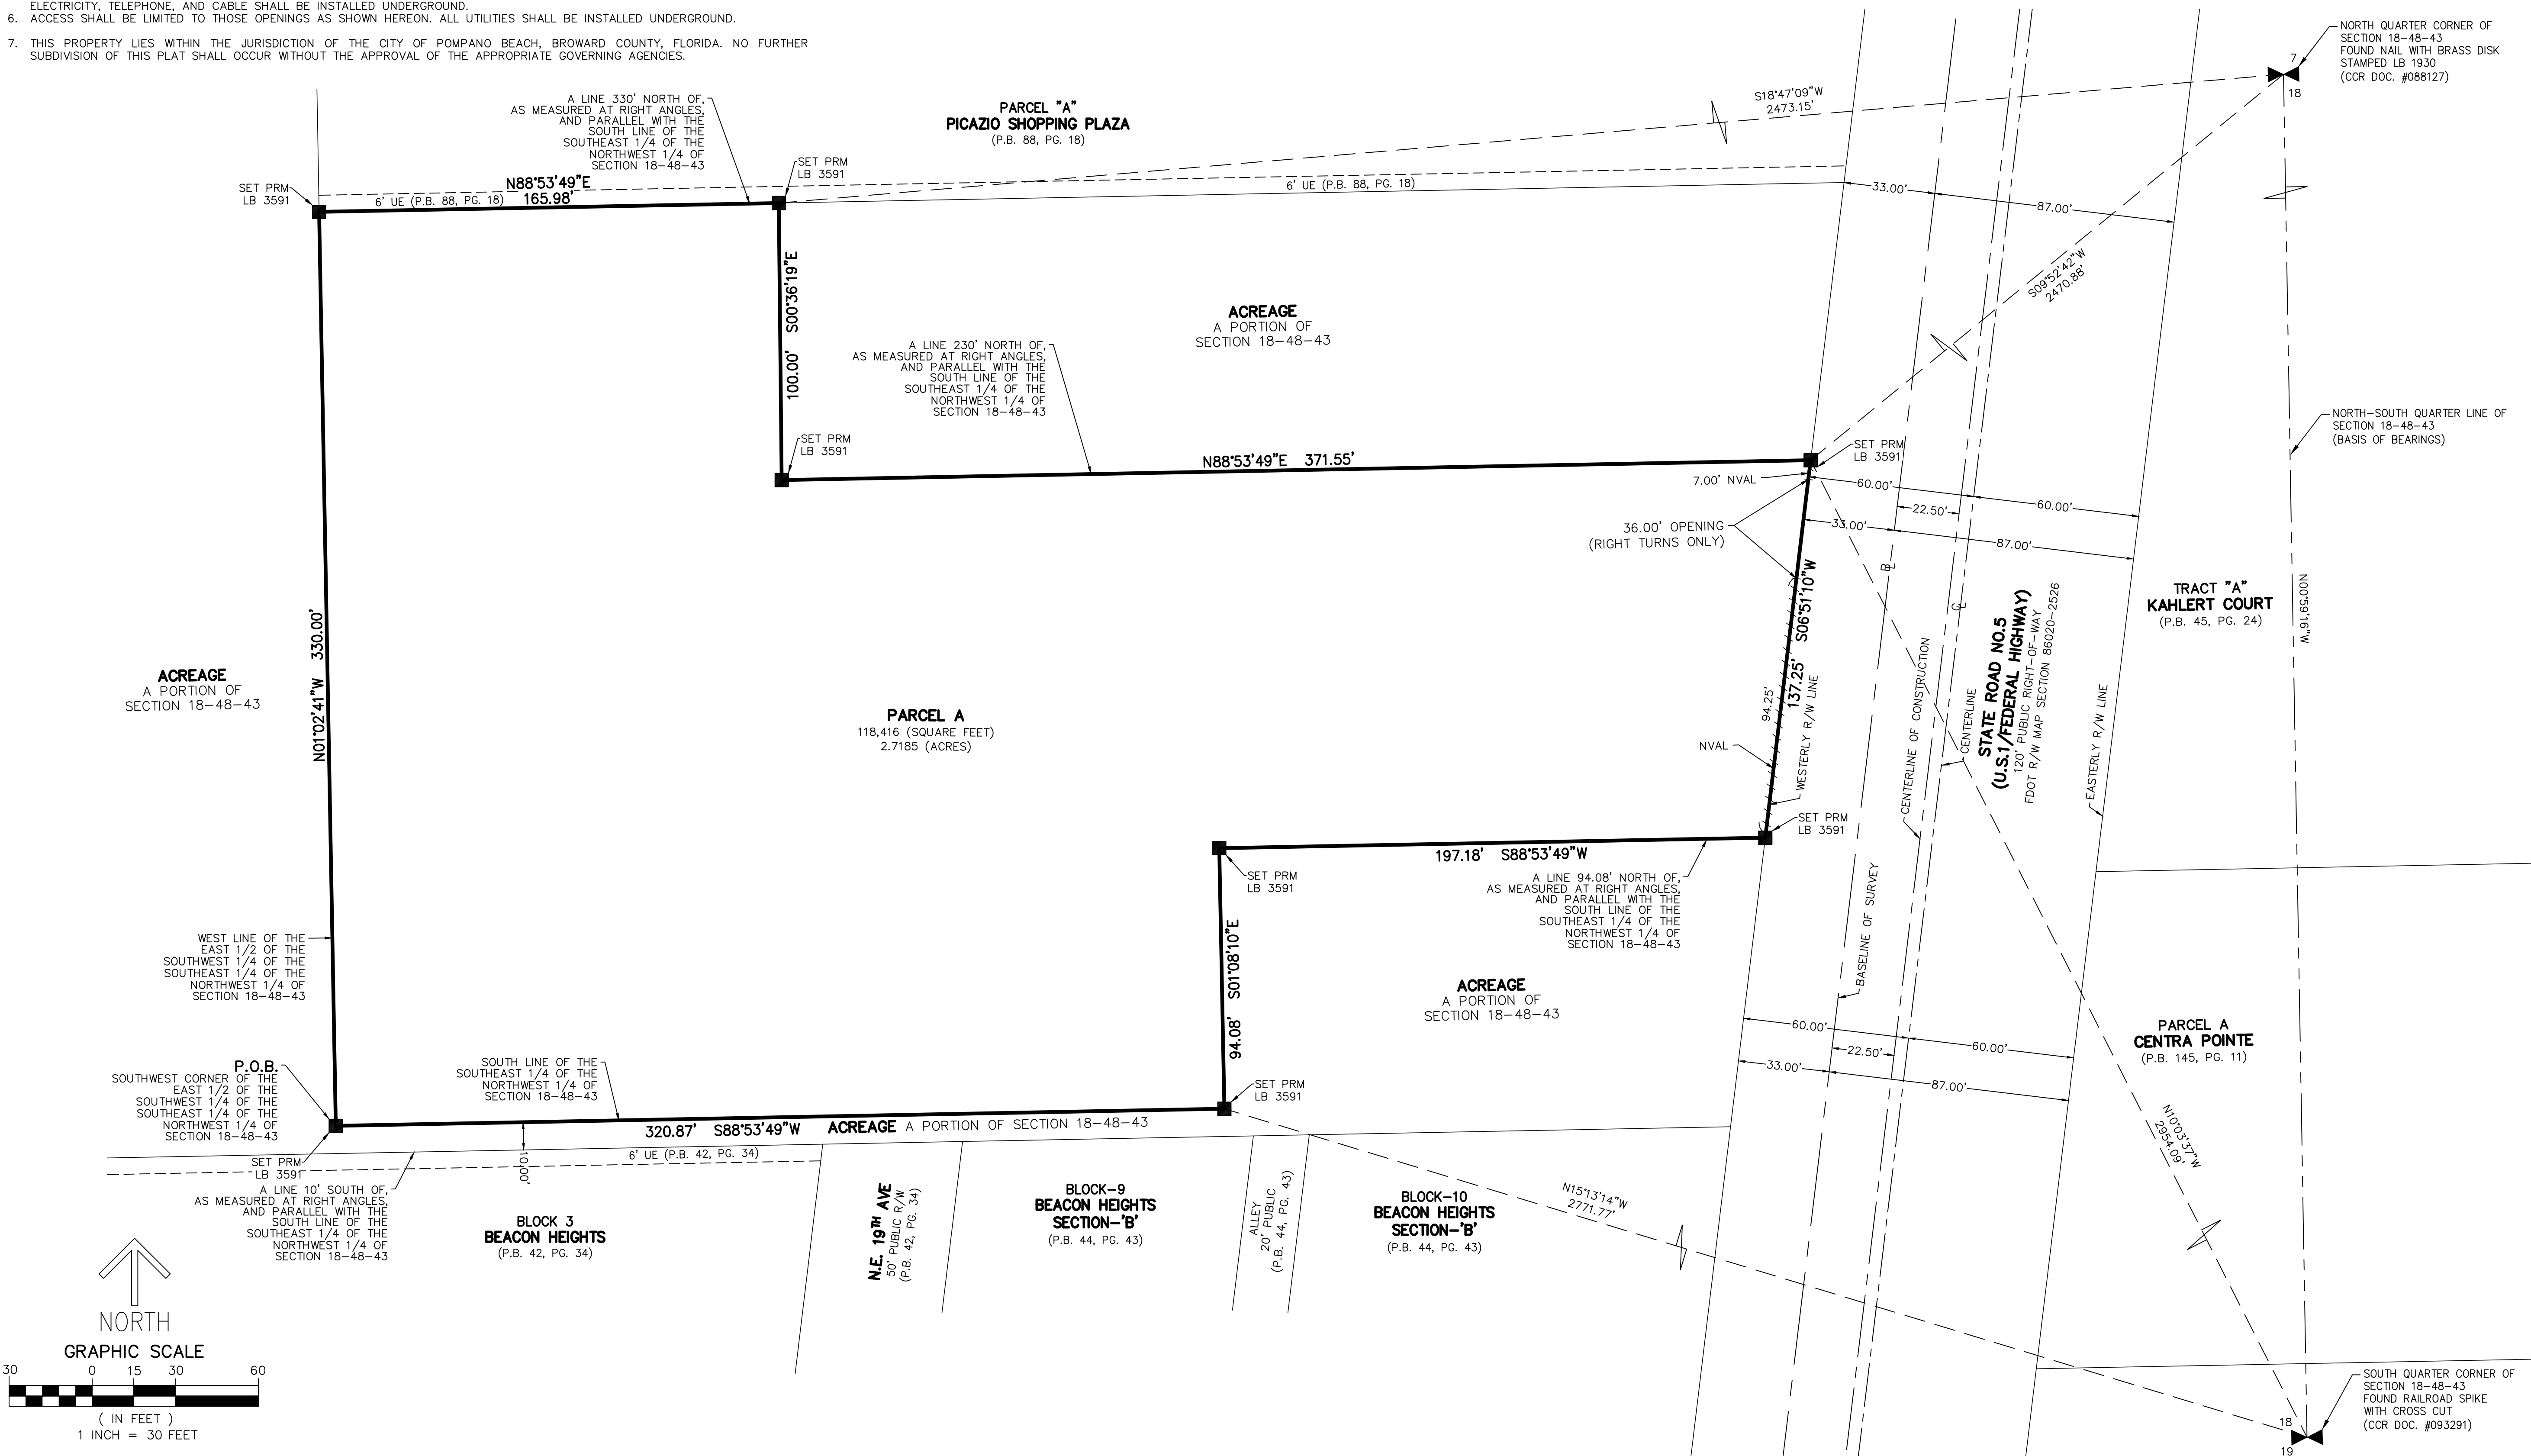 ELECTRICITY, TELEPHONE, AND CABLE SHALL BE INSTALLED UNDERGROUND.
6. ACCESS SHALL BE LIMITED TO THOSE OPENINGS AS SHOWN HEREON. ALL UTILITIES SHALL BE INSTALLED UNDERGROUND.
7. THIS PROPERTY LIES WITHIN THE JURISDICTION OF THE CITY OF POMPANO BEACH, BROWARD COUNTY, FLORIDA. NO FURTHER
SUBDIVISION OF THIS PLAT SHALL OCCUR WITHOUT THE APPROVAL OF THE APPROPRIATE GOVERNING AGENCIES.
A LINE 330' NORTH OF,
AS MEASURED AT RIGHT ANGLES,
AND PARALLEL WITH THE
SOUTH LINE OF THE
SOUTHEAST 1/4 OF THE
NORTHWEST 1/4 OF
SECTION 18-48-43
PARCEL "A"
PICAZIO SHOPPING PLAZA
(P.B. 88, PG. 18)
S18°47'09"W
2473.15'
7
18
NORTH QUARTER CORNER OF
SECTION 18-48-43
FOUND NAIL WITH BRASS DISK
STAMPED LB 1930
(CCR DOC. #088127)
SET PRM
LB 3591
N88°53'49"E
6' UE (P.B. 88, PG. 18)
165.98'
SET PRM
LB 3591
6' UE (P.B. 88, PG. 18)
33.00'
87.00'
S00°36'19"E
100.00'
ACREAGE
A PORTION OF
SECTION 18-48-43
S09°52'42"W
2470.88'
A LINE 230' NORTH OF,
AS MEASURED AT RIGHT ANGLES,
AND PARALLEL WITH THE
SOUTH LINE OF THE
SOUTHEAST 1/4 OF THE
NORTHWEST 1/4 OF
SECTION 18-48-43
NORTH-SOUTH QUARTER LINE OF
SECTION 18-48-43
(BASIS OF BEARINGS)
SET PRM
LB 3591
N88°53'49"E 371.55'
SET PRM
LB 3591
7.00' NVAL
60.00'
60.00'
22.50'
33.00'
87.00'
36.00' OPENING
(RIGHT TURNS ONLY)
BL
CL
137.25' S06°51'10"W
94.25'
NVAL
WESTERLY R/W LINE
CENTERLINE OF CONSTRUCTION
CENTERLINE
STATE ROAD NO.5
(U.S.1/FEDERAL HIGHWAY)
120' PUBLIC RIGHT-OF-WAY
FDOT R/W MAP SECTION 86020-2526
EASTERLY R/W LINE
TRACT "A"
KAHLERT COURT
(P.B. 45, PG. 24)
N00°59'16"W
N01°02'41"W 330.00'
ACREAGE
A PORTION OF
SECTION 18-48-43
PARCEL A
118,416 (SQUARE FEET)
2.7185 (ACRES)
SET PRM
LB 3591
197.18' S88°53'49"W
SET PRM
LB 3591
A LINE 94.08' NORTH OF,
AS MEASURED AT RIGHT ANGLES,
AND PARALLEL WITH THE
SOUTH LINE OF THE
SOUTHEAST 1/4 OF THE
NORTHWEST 1/4 OF
SECTION 18-48-43
BASELINE OF SURVEY
WEST LINE OF THE
EAST 1/2 OF THE
SOUTHWEST 1/4 OF THE
SOUTHEAST 1/4 OF THE
NORTHWEST 1/4 OF
SECTION 18-48-43
94.08' S01°08'10"E
ACREAGE
A PORTION OF
SECTION 18-48-43
60.00'
60.00'
22.50'
33.00'
87.00'
PARCEL A
CENTRA POINTE
(P.B. 145, PG. 11)
P.O.B.
SOUTHWEST CORNER OF THE
EAST 1/2 OF THE
SOUTHWEST 1/4 OF THE
SOUTHEAST 1/4 OF THE
NORTHWEST 1/4 OF
SECTION 18-48-43
SOUTH LINE OF THE
SOUTHEAST 1/4 OF THE
NORTHWEST 1/4 OF
SECTION 18-48-43
SET PRM
LB 3591
320.87' S88°53'49"W
ACREAGE A PORTION OF SECTION 18-48-43
SET PRM
LB 3591
10.00'
6' UE (P.B. 42, PG. 34)
A LINE 10' SOUTH OF,
AS MEASURED AT RIGHT ANGLES,
AND PARALLEL WITH THE
SOUTH LINE OF THE
SOUTHEAST 1/4 OF THE
NORTHWEST 1/4 OF
SECTION 18-48-43
BLOCK 3
BEACON HEIGHTS
(P.B. 42, PG. 34)
N.E. 19TH AVE
50' PUBLIC R/W
(P.B. 42, PG. 34)
BLOCK-9
BEACON HEIGHTS
SECTION-'B'
(P.B. 44, PG. 43)
ALLEY
20' PUBLIC
(P.B. 44, PG. 43)
BLOCK-10
BEACON HEIGHTS
SECTION-'B'
(P.B. 44, PG. 43)
N15°13'14"W
2771.77'
N10°03'37"W
2954.09'
NORTH
GRAPHIC SCALE
30 0 15 30 60
( IN FEET )
1 INCH = 30 FEET
SOUTH QUARTER CORNER OF
SECTION 18-48-43
FOUND RAILROAD SPIKE
WITH CROSS CUT
(CCR DOC. #093291)
18
19